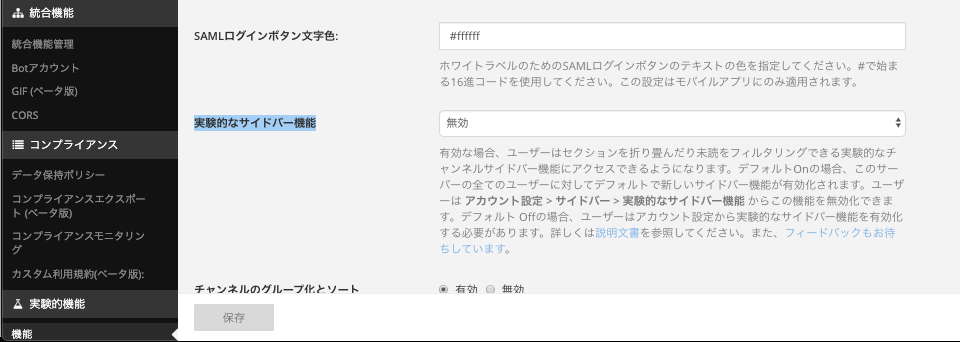 統合機能
統合機能管理
Botアカウント
GIF (ベータ版)
CORS
コンプライアンス
データ保持ポリシー
コンプライアンスエクスポー
ト (ベータ版)
コンプライアンスモニタリン
グ
カスタム利用規約(ベータ版):
実験的機能
機能
SAMLログインボタン文字色:
#ffffff
ホワイトラベルのためのSAMLログインボタンのテキストの色を指定してください。#で始ま
る16進コードを使用してください。この設定はモバイルアプリにのみ適用されます。
実験的なサイドバー機能
無効
有効な場合、ユーザーはセクションを折り畳んだり未読をフィルタリングできる実験的なチ
ャンネルサイドバー機能にアクセスできるようになります。デフォルトOnの場合、このサー
バーの全てのユーザーに対してデフォルトで新しいサイドバー機能が有効化されます。ユーザ
ーは アカウント設定 > サイドバー > 実験的なサイドバー機能 からこの機能を無効化できま
す。デフォルト Offの場合、ユーザーはアカウント設定から実験的なサイドバー機能を有効化
する必要があります。詳しくは説明文書を参照してください。また、フィードバックもお待
ちしています。
チャンネルのグループ化とソート
有効 無効
保存